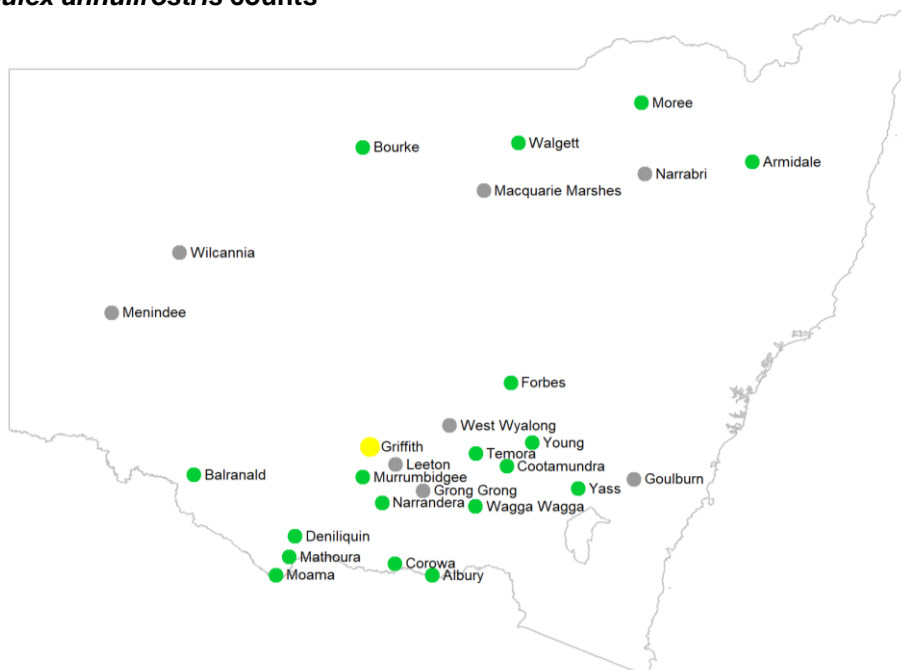 annulirostris counts
Moree
Walgett
Bourke
Armidale
Narrabri
Macquarie Marshes
Wilcannia
Menindee
Forbes
West Wyalong
Young
Griffith
Temora
Leeton
Cootamundra
Balranald
Murrumbidgee
Goulburn
Grong Grong
Yass
Narrandera
Wagga Wagga
Deniliquin
Mathoura
Corowa
Moama
Albury